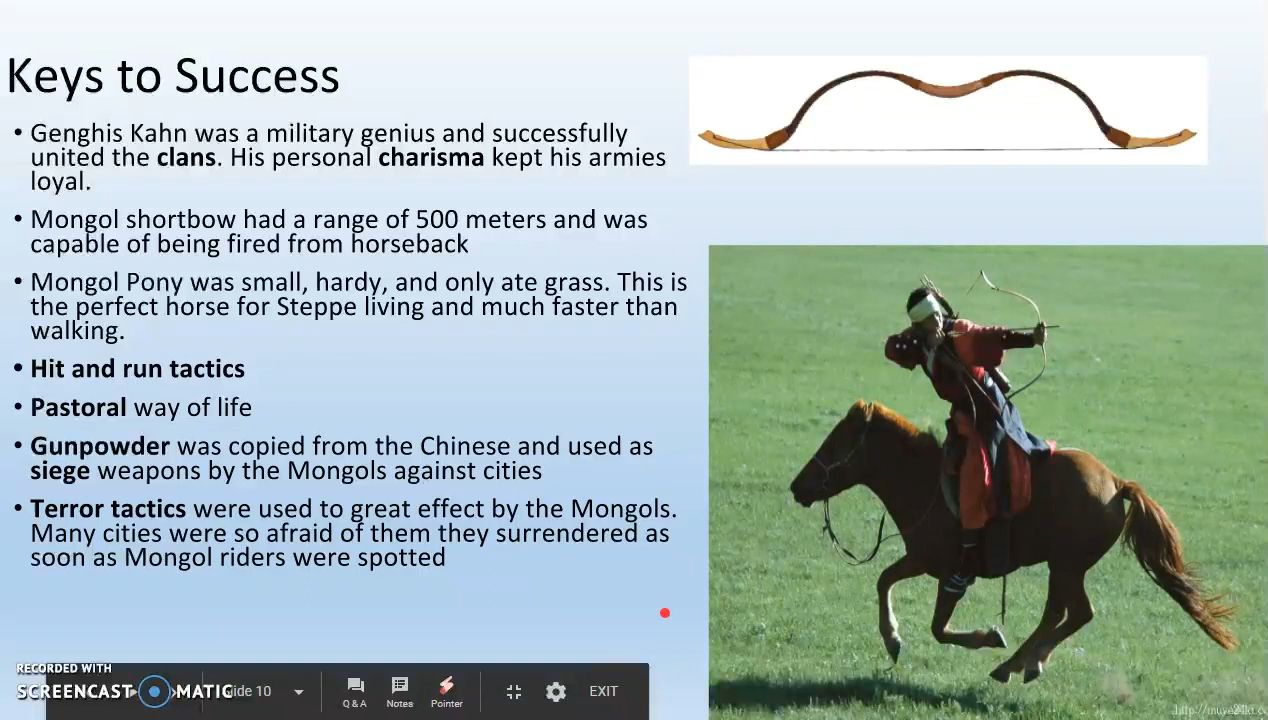 Keys to Success
• Genghis Kahn was a military genius and successfully
united the clans. His personal charisma kept his armies
loyal.
• Mongol shortbow had a range of 500 meters and was
capable of being fired from horseback
• Mongol Pony was small, hardy, and only ate grass. This is
the perfect horse for Steppe living and much faster than
walking.
• Hit and run tactics
• Pastoral way of life
• Gunpowder was copied from the Chinese and used as
siege weapons by the Mongols against cities
• Terror tactics were used to great effect by the Mongols.
Many cities were so afraid of them they surrendered as
soon as Mongol riders were spotted
RECORDED WITH
SCREENCAST MATIC
Slide 10
Q & A
Notes
Pointer
EXIT